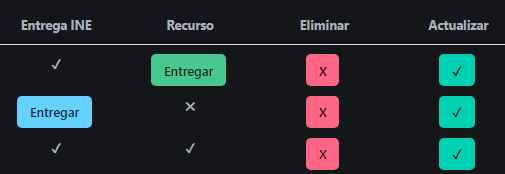 Entrega INE Recurso Eliminar Actualizar
✓ Entregar X ✓
Entregar ✕ X ✓
✓ ✓ X ✓